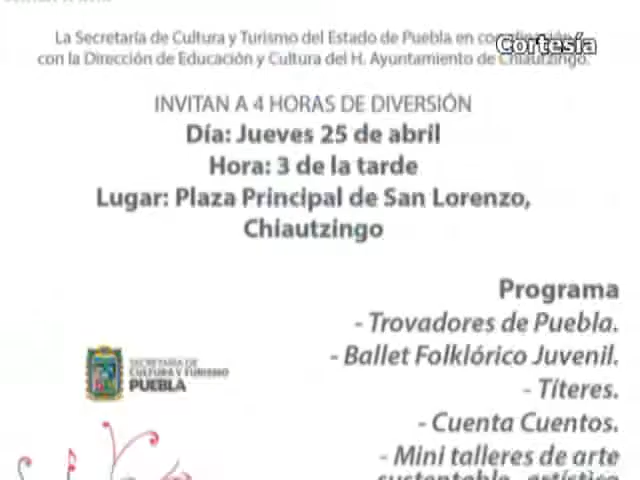 La Secretaría de Cultura y Turismo del Estado de Puebla en
Cortesía
con la Dirección de Educación y Cultura del H. Ayuntamiento de Chiautzingo.
INVITAN A 4 HORAS DE DIVERSIÓN
Día: Jueves 25 de abril
Hora: 3 de la tarde
Lugar: Plaza Principal de San Lorenzo,
Chiautzingo
Programa
- Trovadores de Puebla.
- Ballet Folklórico Juvenil.
- Títeres.
- Cuenta Cuentos.
- Mini talleres de arte
SECRETARÍA DE
CULTURA Y TURISMO
PUEBLA